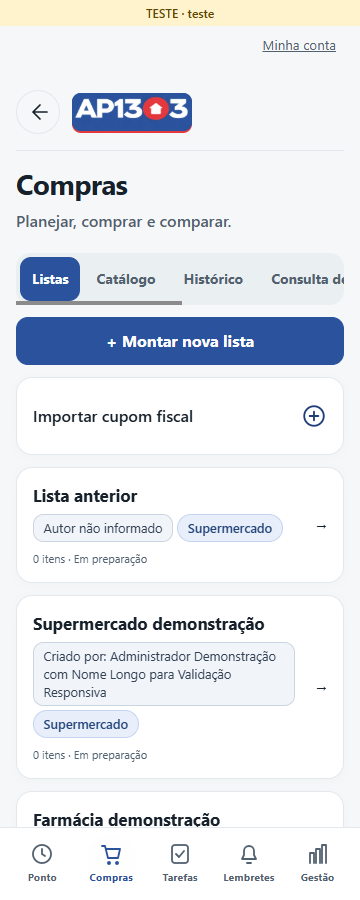 TESTE · teste
Minha conta
AP1303
Compras
Planejar, comprar e comparar.
Listas Catálogo Histórico Consulta de
+ Montar nova lista
Importar cupom fiscal
Lista anterior
Autor não informado Supermercado
→
0 itens · Em preparação
Supermercado demonstração
Criado por: Administrador Demonstração
com Nome Longo para Validação
Responsiva
→
Supermercado
0 itens · Em preparação
Farmácia demonstração
Ponto Compras Tarefas Lembretes Gestão